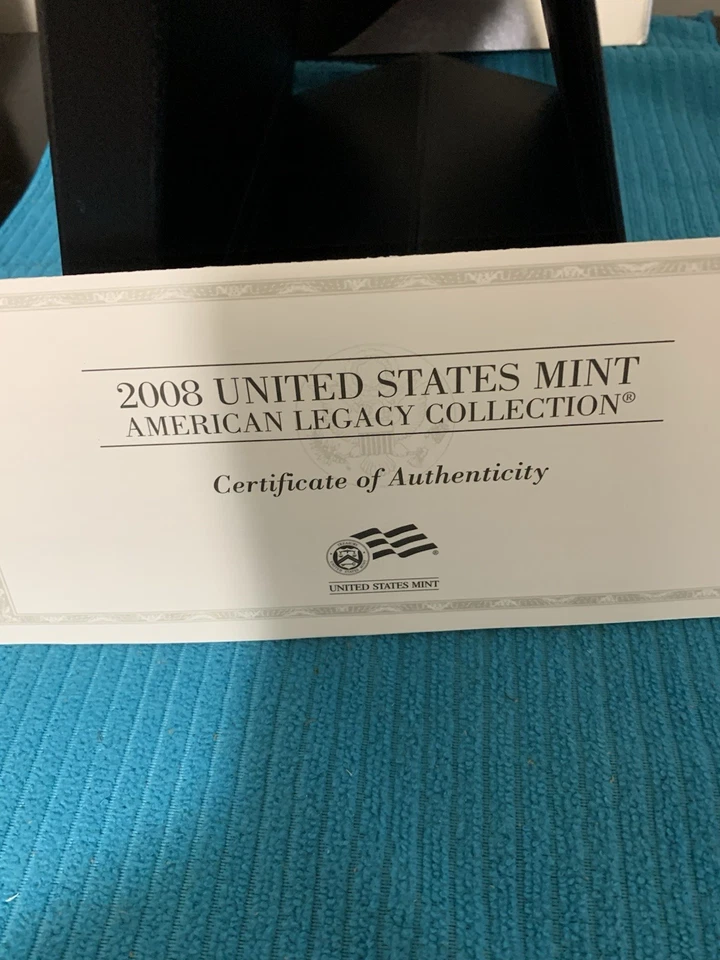 2008 UNITED STATES MINT
AMERICAN LEGACY COLLECTION®
Certificate of Authenticity
UNITED STATES MINT